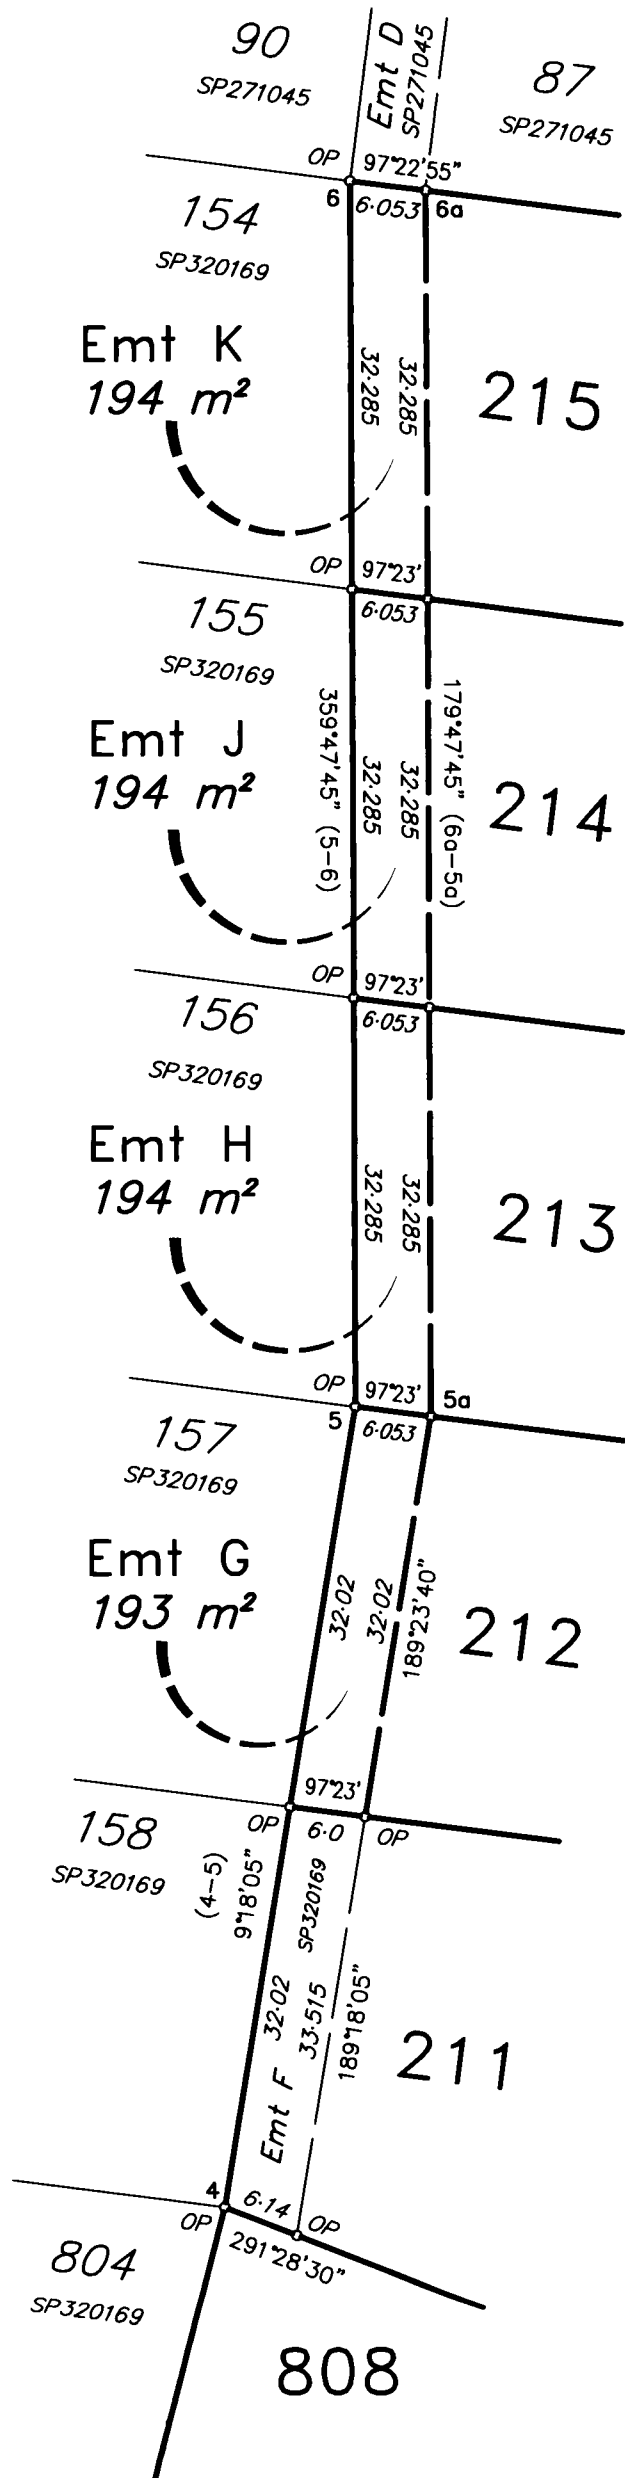 90
SP271045
Emt D
SP271045
87
SP271045
OP
97°22'55"
6
6·053
6a
154
SP320169
Emt K
194 m²
32·285
32·285
215
OP
97°23'
6·053
155
SP320169
Emt J
194 m²
359°47'45" (5-6)
32·285
32·285
179°47'45" (6a-5a)
214
OP
97°23'
6·053
156
SP320169
Emt H
194 m²
32·285
32·285
213
OP
97°23'
5a
5
6·053
157
SP320169
Emt G
193 m²
32·02
32·02
189°23'40"
212
97°23'
OP
6·0
OP
158
SP320169
(4-5)
9°18'05"
SP320169
32·02
33·515
189°18'05"
Emt F
211
4
6·14
OP
OP
291°28'30"
804
SP320169
808